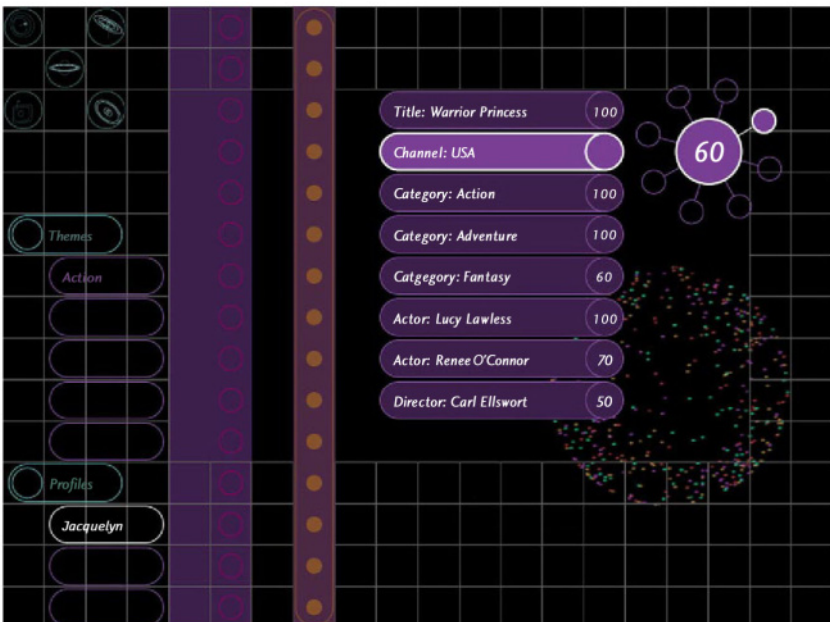 Title: Warrior Princess 100
60
Channel: USA
Category: Action 100
Category: Adventure 100
Themes
Catgegory: Fantasy 60
Action
Actor: Lucy Lawless 100
Actor: Renee O'Connor 70
Director: Carl Ellswort 50
Profiles
Jacquelyn